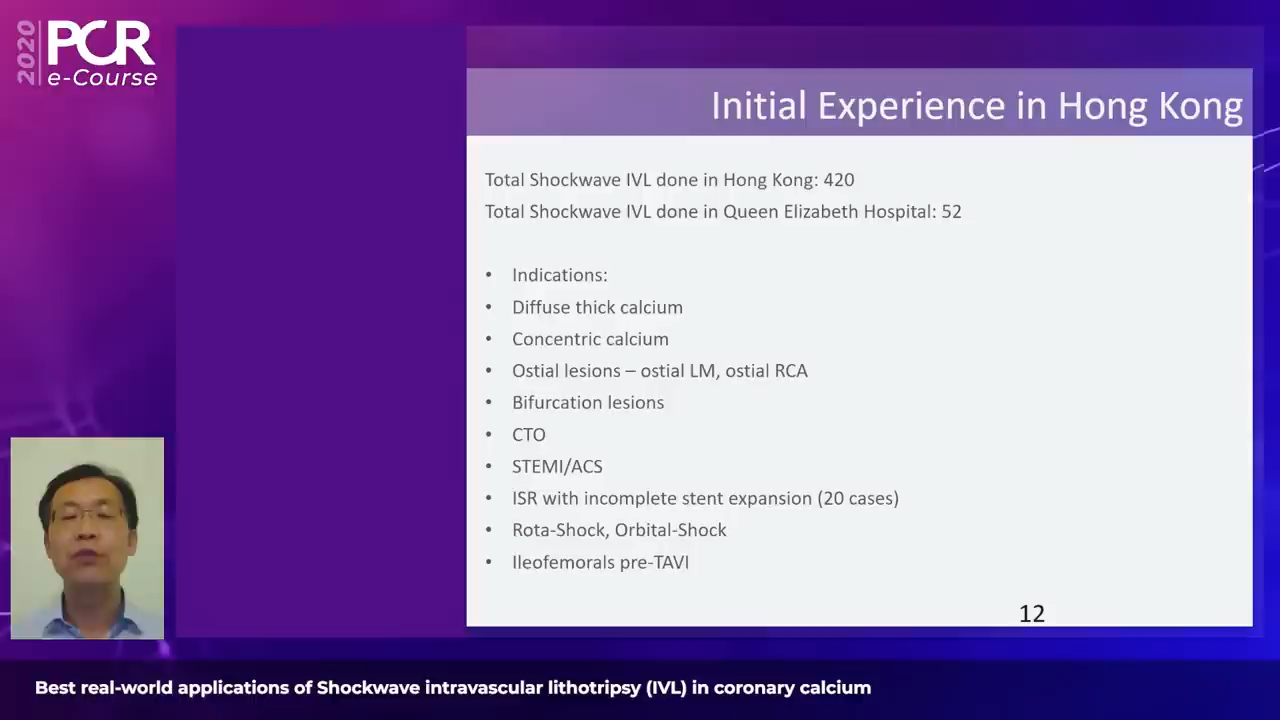 2020
PCR
e-Course
Initial Experience in Hong Kong
Total Shockwave IVL done in Hong Kong: 420
Total Shockwave IVL done in Queen Elizabeth Hospital: 52
• Indications:
• Diffuse thick calcium
• Concentric calcium
• Ostial lesions – ostial LM, ostial RCA
• Bifurcation lesions
• CTO
• STEMI/ACS
• ISR with incomplete stent expansion (20 cases)
• Rota-Shock, Orbital-Shock
• Ileofemorals pre-TAVI
12
Best real-world applications of Shockwave intravascular lithotripsy (IVL) in coronary calcium